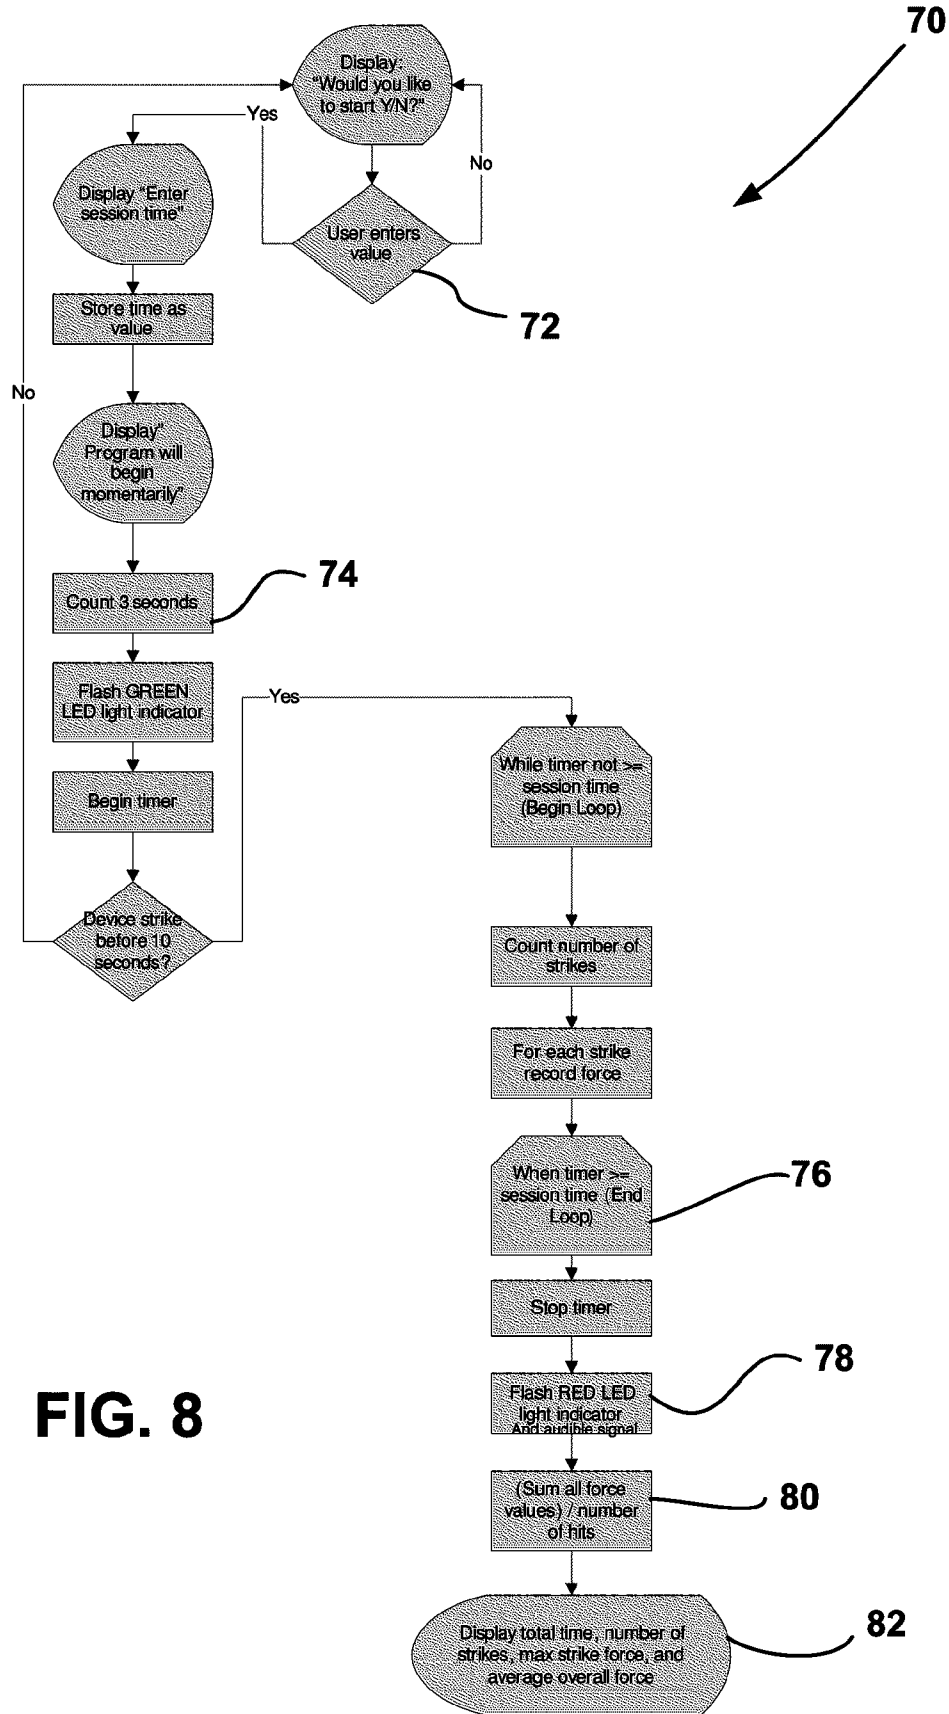 70
Display
"Would you like
to start Y/N?"
Yes
No
Display "Enter
session time"
User enters
value
72
Store time as
value
No
Display"
Program will
begin
momentarily"
74
Count 3 seconds
Flash GREEN
LED light indicator
Yes
Begin timer
While timer not >=
session time
(Begin Loop)
Device strike
before 10
seconds?
Count number of
strikes
For each strike
record force
When timer >=
session time (End
Loop)
76
Stop timer
78
Flash RED LED
light indicator
And audible signal
FIG. 8
(Sum all force
values) / number
of hits
80
Display total time, number of
strikes, max strike force, and
average overall force
82